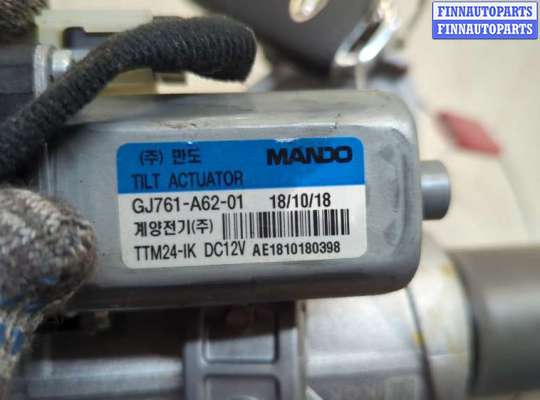 FINNAUTOPARTS
FINNAUTOPARTS
(주) 만도 MANDO
TILT ACTUATOR
GJ761-A62-01 18/10/18
계양전기(주)
TTM24-IK DC12V AE1810180398